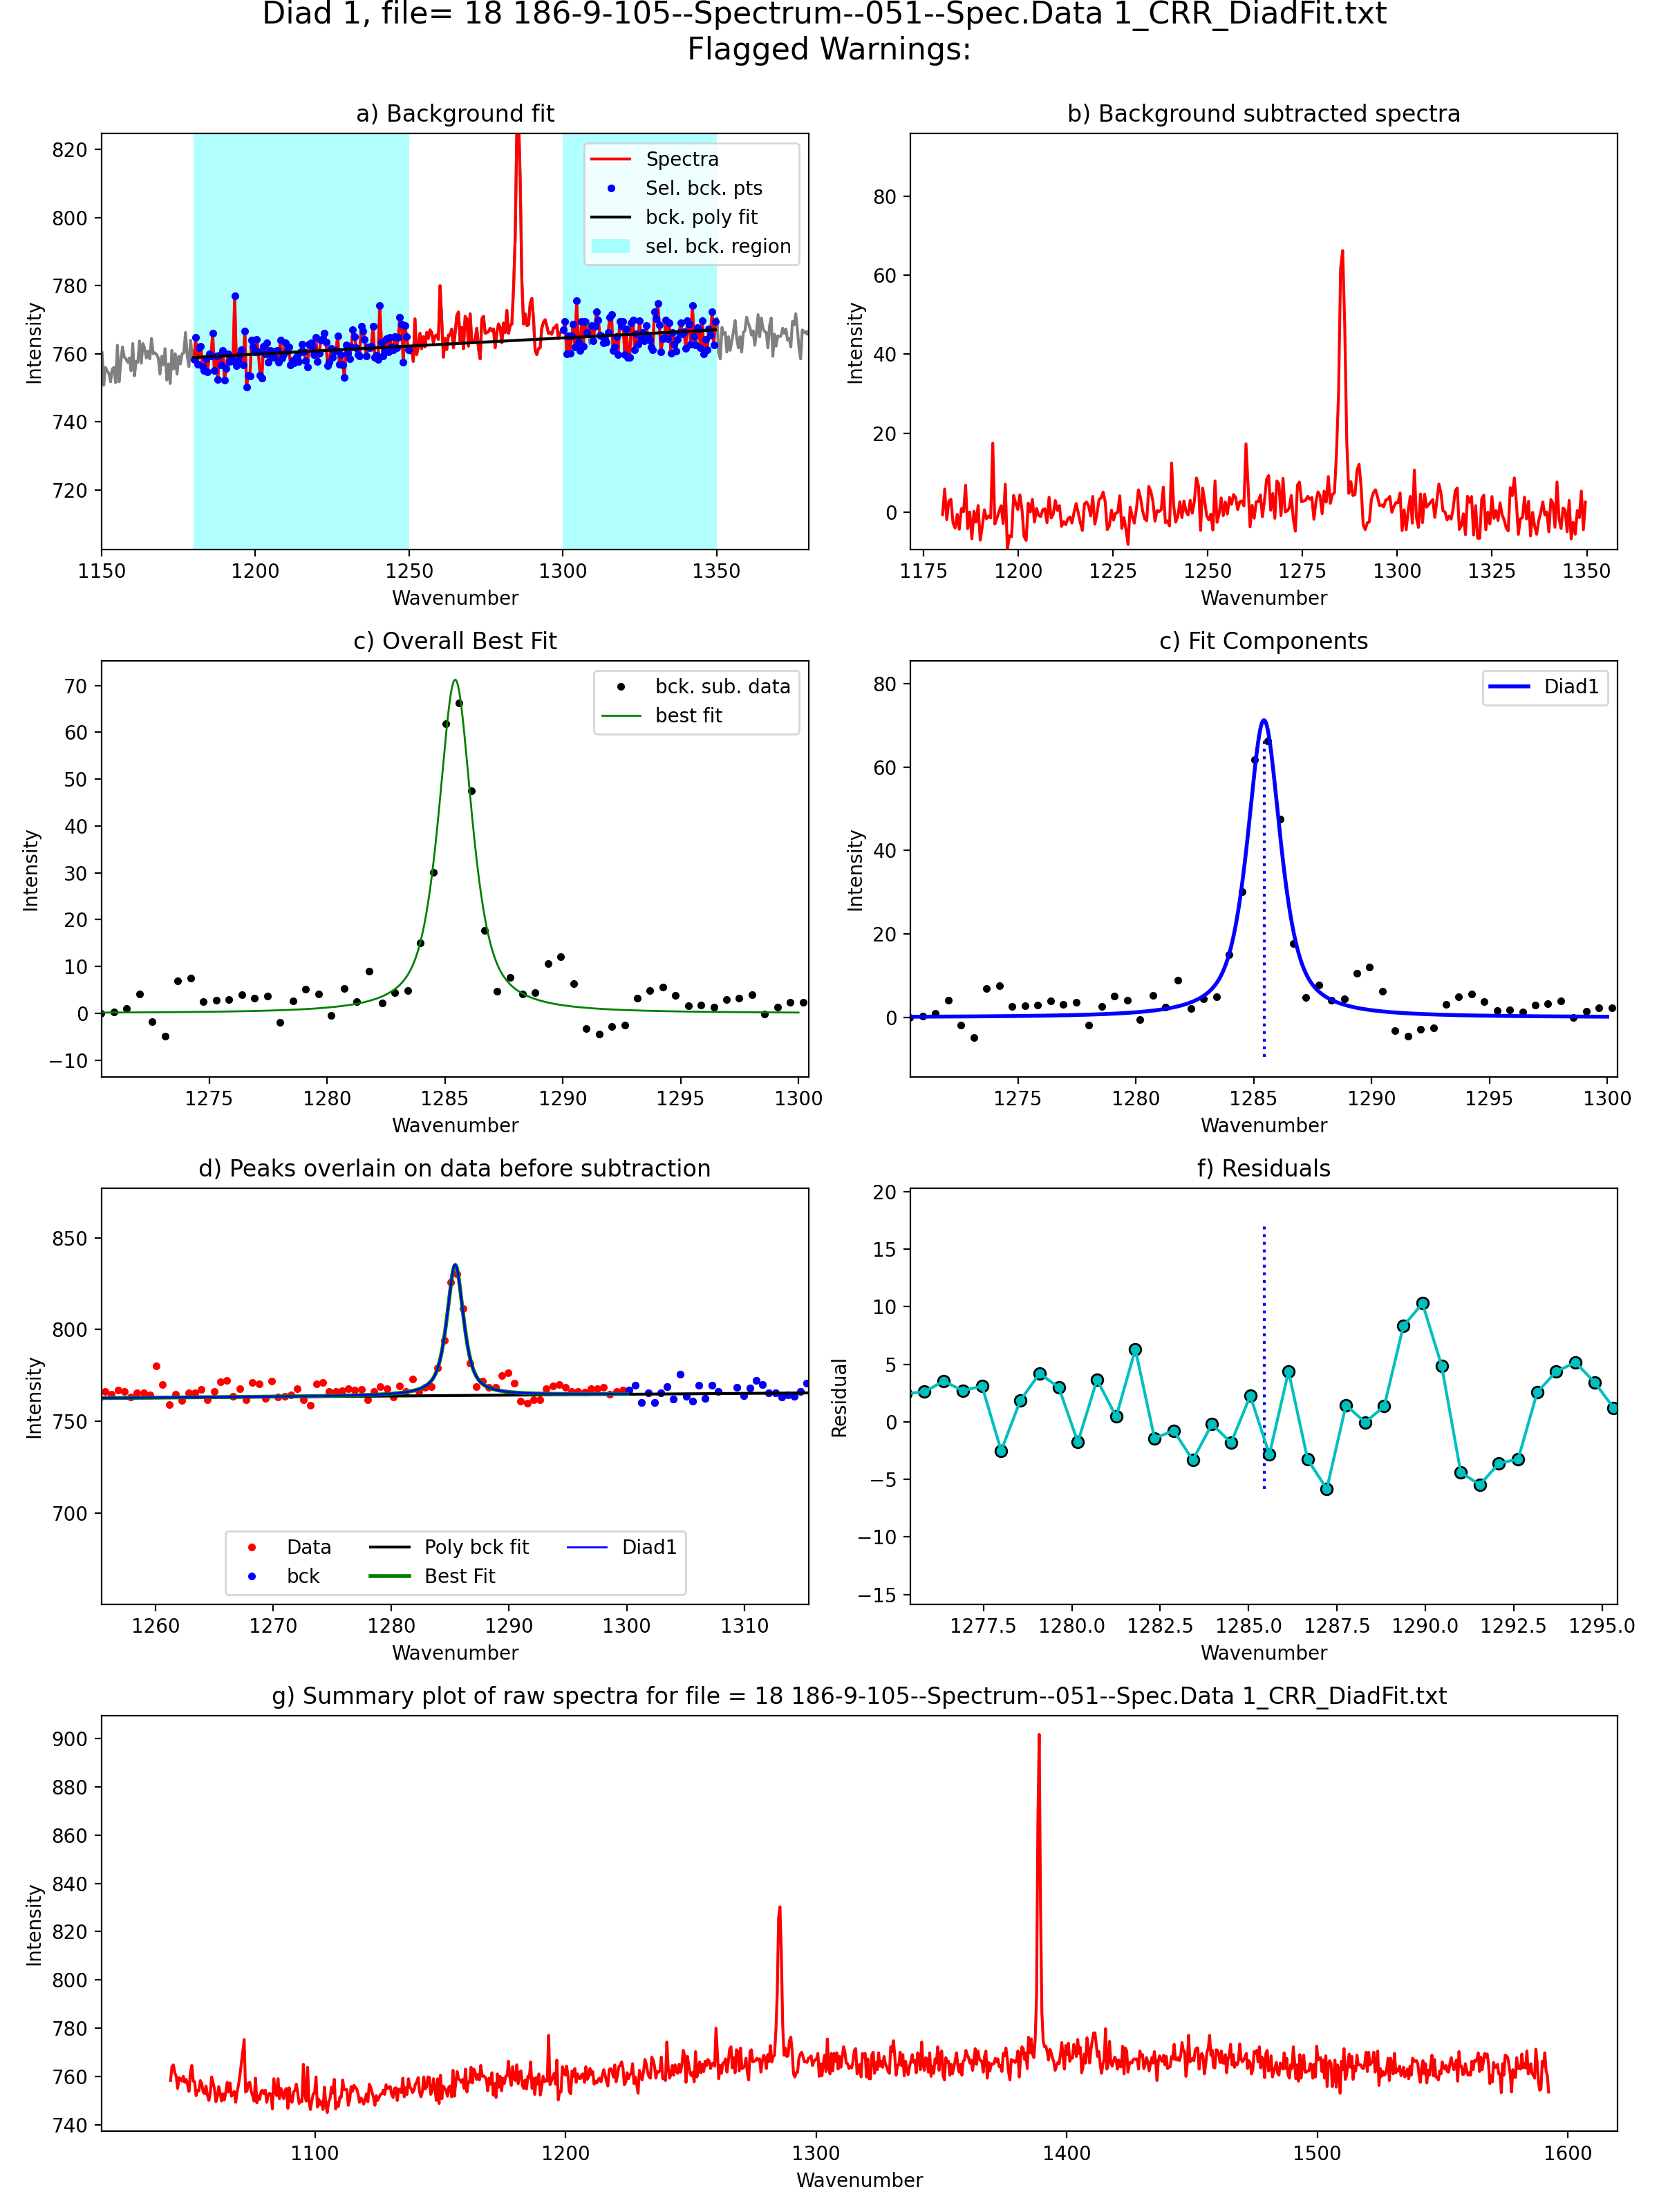 Diad 1, file= 18 186-9-105--Spectrum--051--Spec.Data 1_CRR_DiadFit.txt
Flagged Warnings:
a) Background fit
820
800
780
760
740
720
Intensity
Spectra
Sel. bck. pts
bck. poly fit
sel. bck. region
1150 1200 1250 1300 1350
Wavenumber
b) Background subtracted spectra
80
60
40
20
0
Intensity
1175 1200 1225 1250 1275 1300 1325 1350
Wavenumber
c) Overall Best Fit
70
60
50
40
30
20
10
0
−10
Intensity
bck. sub. data
best fit
1275 1280 1285 1290 1295 1300
Wavenumber
c) Fit Components
80
60
40
20
0
Intensity
Diad1
1275 1280 1285 1290 1295 1300
Wavenumber
d) Peaks overlain on data before subtraction
850
800
750
700
Intensity
Data Poly bck fit Diad1
bck Best Fit
1260 1270 1280 1290 1300 1310
Wavenumber
f) Residuals
20
15
10
5
0
−5
−10
−15
Residual
1277.5 1280.0 1282.5 1285.0 1287.5 1290.0 1292.5 1295.0
Wavenumber
g) Summary plot of raw spectra for file = 18 186-9-105--Spectrum--051--Spec.Data 1_CRR_DiadFit.txt
900
880
860
840
820
800
780
760
740
Intensity
1100 1200 1300 1400 1500 1600
Wavenumber